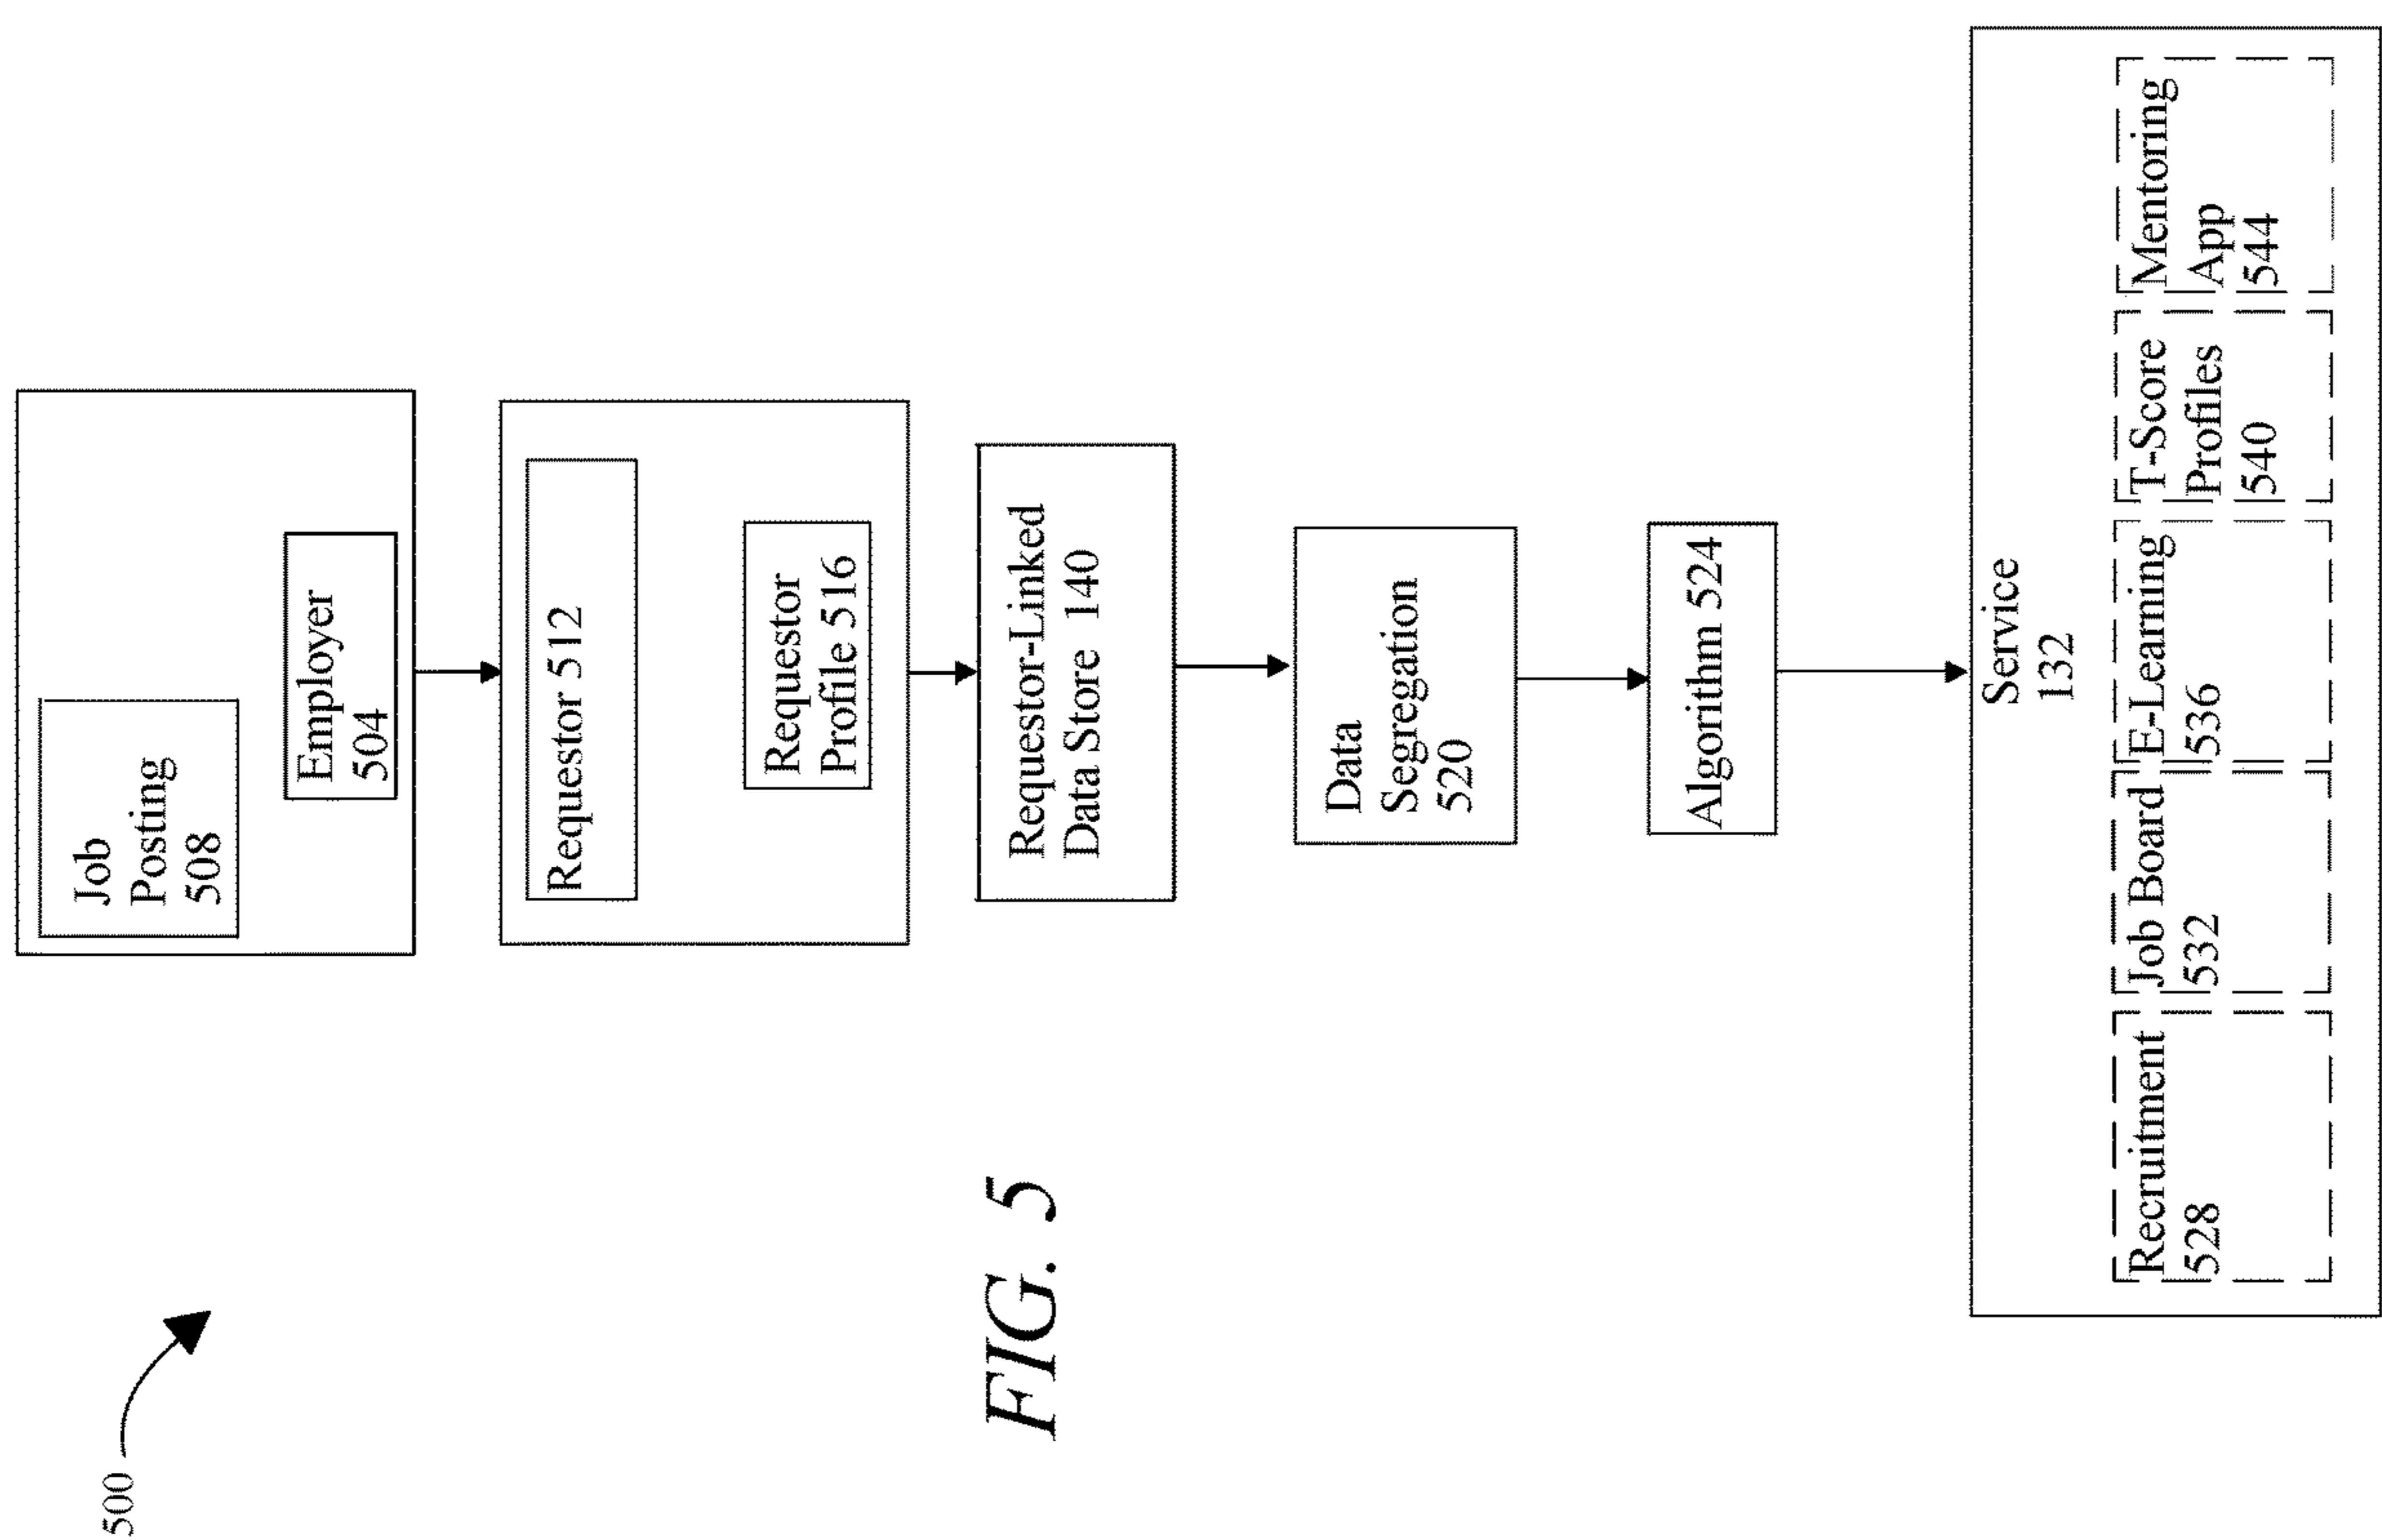 500
Job
Posting
508
Employer
504
Requestor 512
Requestor
Profile 516
Requestor-Linked
Data Store 140
Data
Segregation
520
Algorithm 524
Service
132
Recruitment
528
Job Board
532
E-Learning
536
T-Score
Profiles
540
Mentoring
App
544
FIG. 5